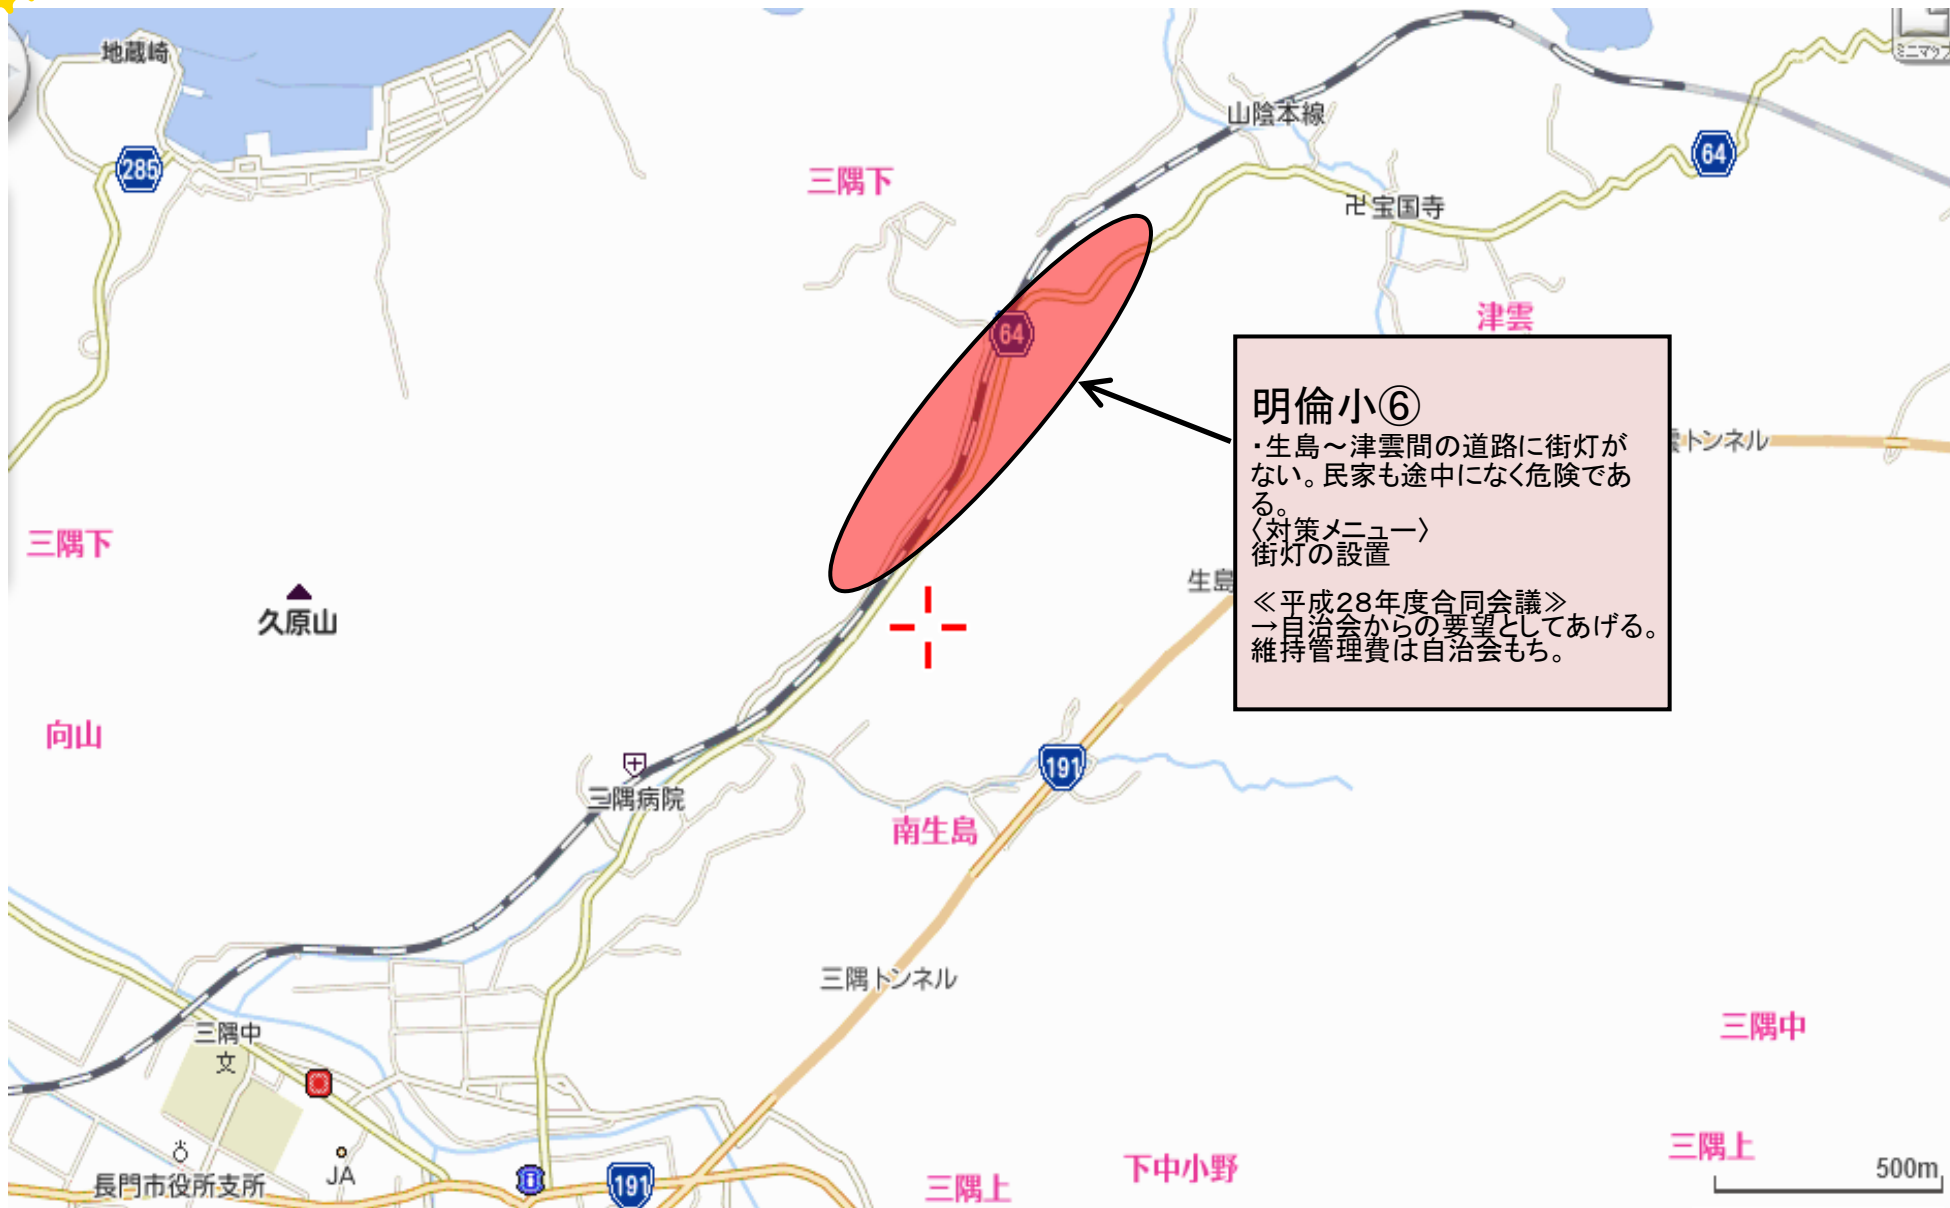 地蔵崎
ミニマップ
山陰本線
285
64
三隅下
卍 宝国寺
津雲
64
明倫小⑥
・生島～津雲間の道路に街灯が
ない。民家も途中になく危険であ
る。
〈対策メニュー〉
街灯の設置
≪平成28年度合同会議≫
→自治会からの要望としてあげる。
維持管理費は自治会もち。
トンネル
三隅下
生島
久原山
向山
191
三隅病院
南生島
三隅トンネル
三隅中
三隅中
文
三隅上
長門市役所支所
JA
191
三隅上
下中小野
500m